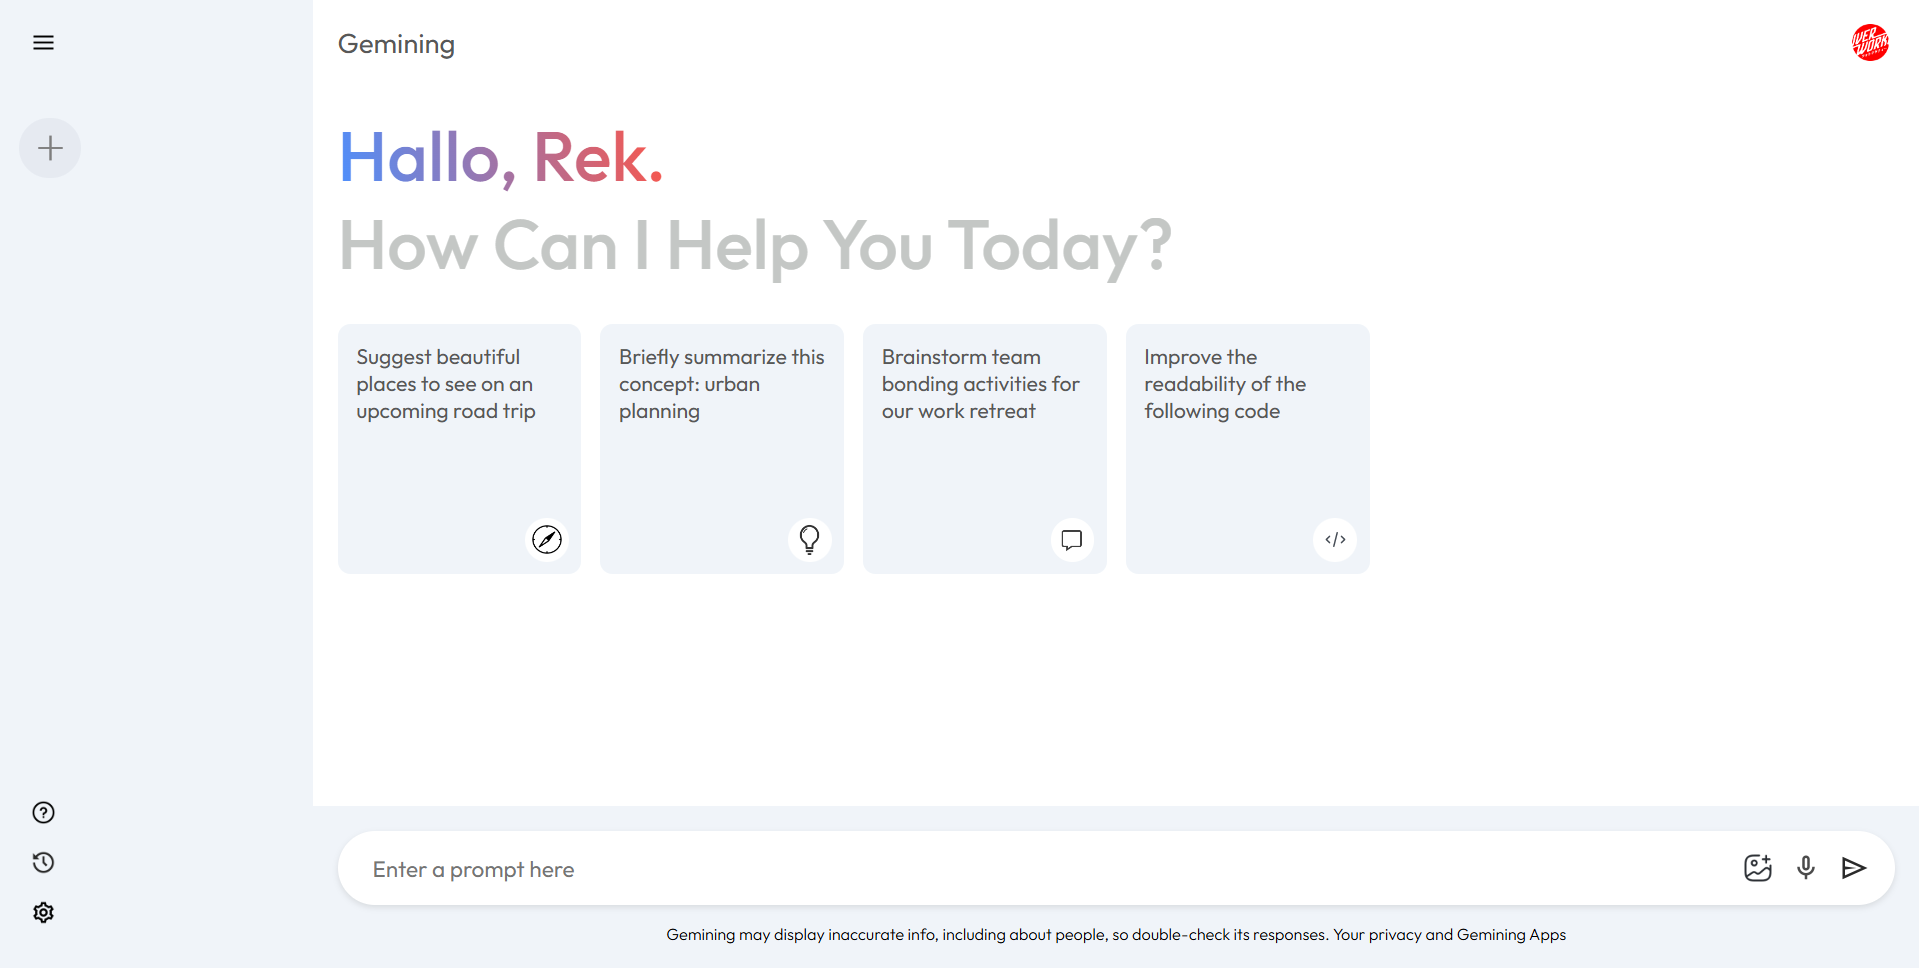 Gemining
VER
WORK
Hallo, Rek.
How Can I Help You Today?
Suggest beautiful
places to see on an
upcoming road trip
Briefly summarize this
concept: urban
planning
Brainstorm team
bonding activities for
our work retreat
Improve the
readability of the
following code
Enter a prompt here
Gemining may display inaccurate info, including about people, so double-check its responses. Your privacy and Gemining Apps